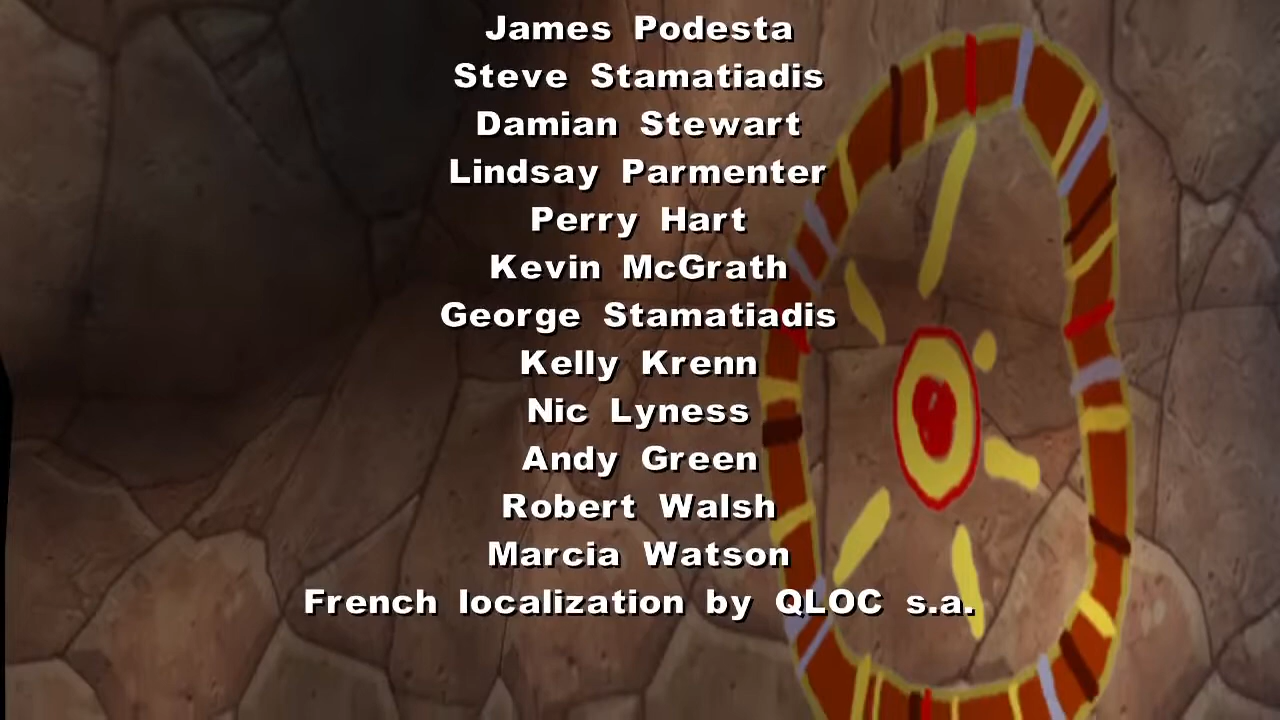 James Podesta
Steve Stamatiadis
Damian Stewart
Lindsay Parmenter
Perry Hart
Kevin McGrath
George Stamatiadis
Kelly Krenn
Nic Lyness
Andy Green
Robert Walsh
Marcia Watson
French localization by QLOC s.a.